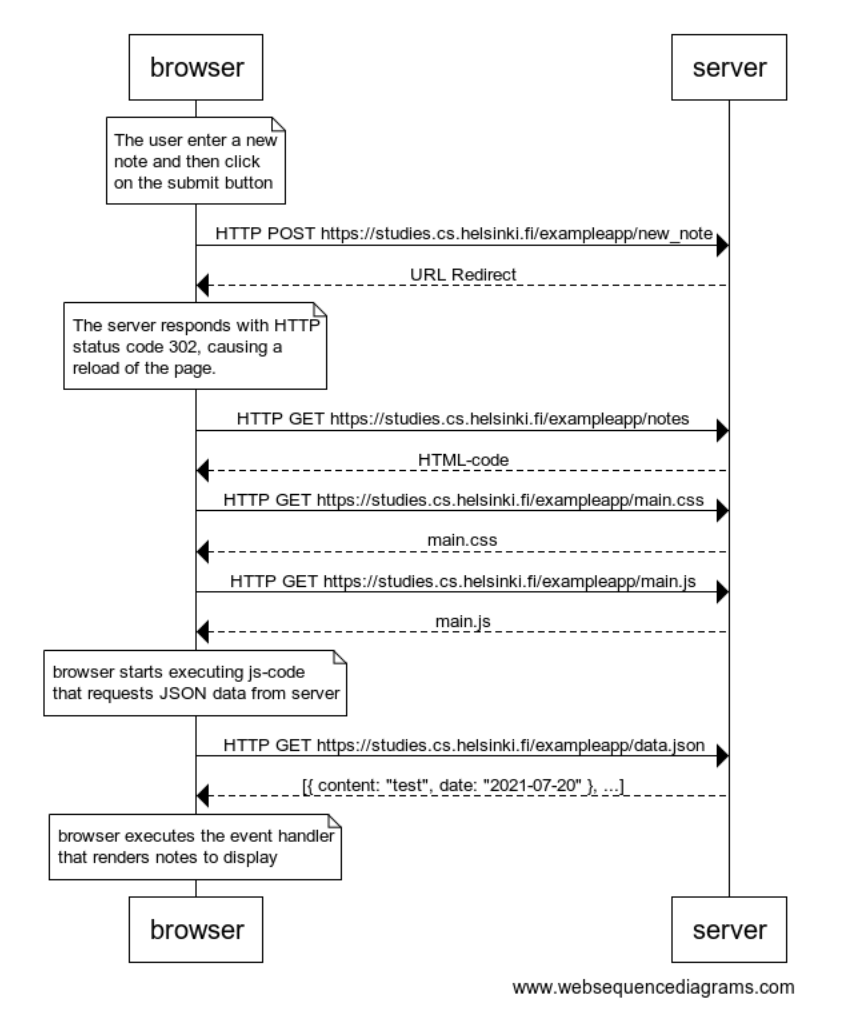 browser
server
The user enter a new
note and then click
on the submit button
HTTP POST https://studies.cs.helsinki.fi/exampleapp/new_note
URL Redirect
The server responds with HTTP
status code 302, causing a
reload of the page.
HTTP GET https://studies.cs.helsinki.fi/exampleapp/notes
HTML-code
HTTP GET https://studies.cs.helsinki.fi/exampleapp/main.css
main.css
HTTP GET https://studies.cs.helsinki.fi/exampleapp/main.js
main.js
browser starts executing js-code
that requests JSON data from server
HTTP GET https://studies.cs.helsinki.fi/exampleapp/data.json
[{ content: "test", date: "2021-07-20" }, ...]
browser executes the event handler
that renders notes to display
browser
server
www.websequencediagrams.com